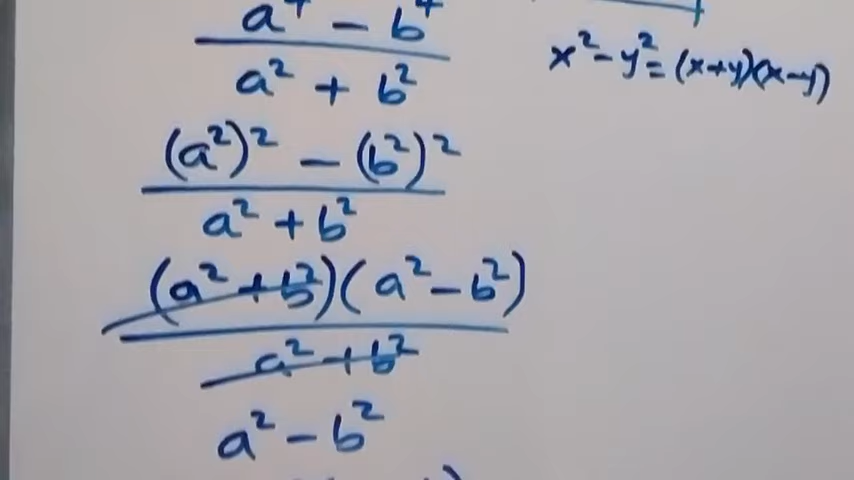 a⁴ - b⁴
a² + b²
x² - y² = (x+y)(x-y)
(a²)² - (b²)²
a² + b²
(a² + b²)(a² - b²)
a² + b²
a² - b²